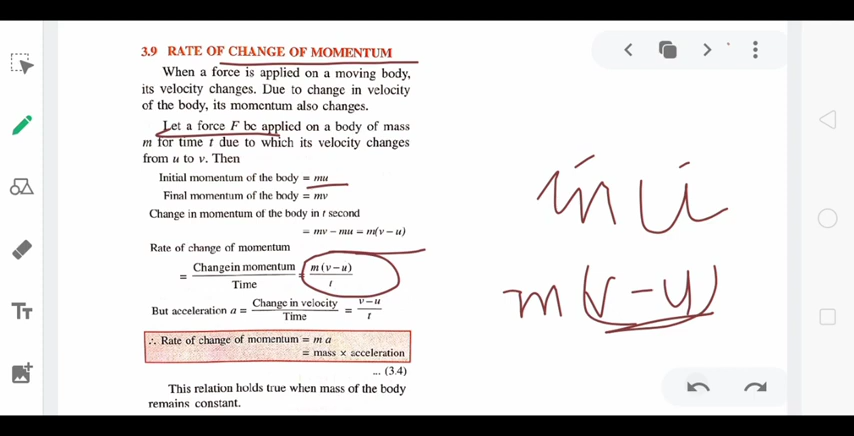 3.9 RATE OF CHANGE OF MOMENTUM
When a force is applied on a moving body,
its velocity changes. Due to change in velocity
of the body, its momentum also changes.
Let a force F be applied on a body of mass
m for time t due to which its velocity changes
from u to v. Then
Initial momentum of the body = mu
Final momentum of the body = mv
Change in momentum of the body in t second
= mv – mu = m(v – u)
Rate of change of momentum
= Change in momentum / Time = m(v – u) / t
But acceleration a = Change in velocity / Time = v – u / t
∴ Rate of change of momentum = m a
= mass × acceleration
... (3.4)
This relation holds true when mass of the body
remains constant.
m u
m(v – u)
Tт